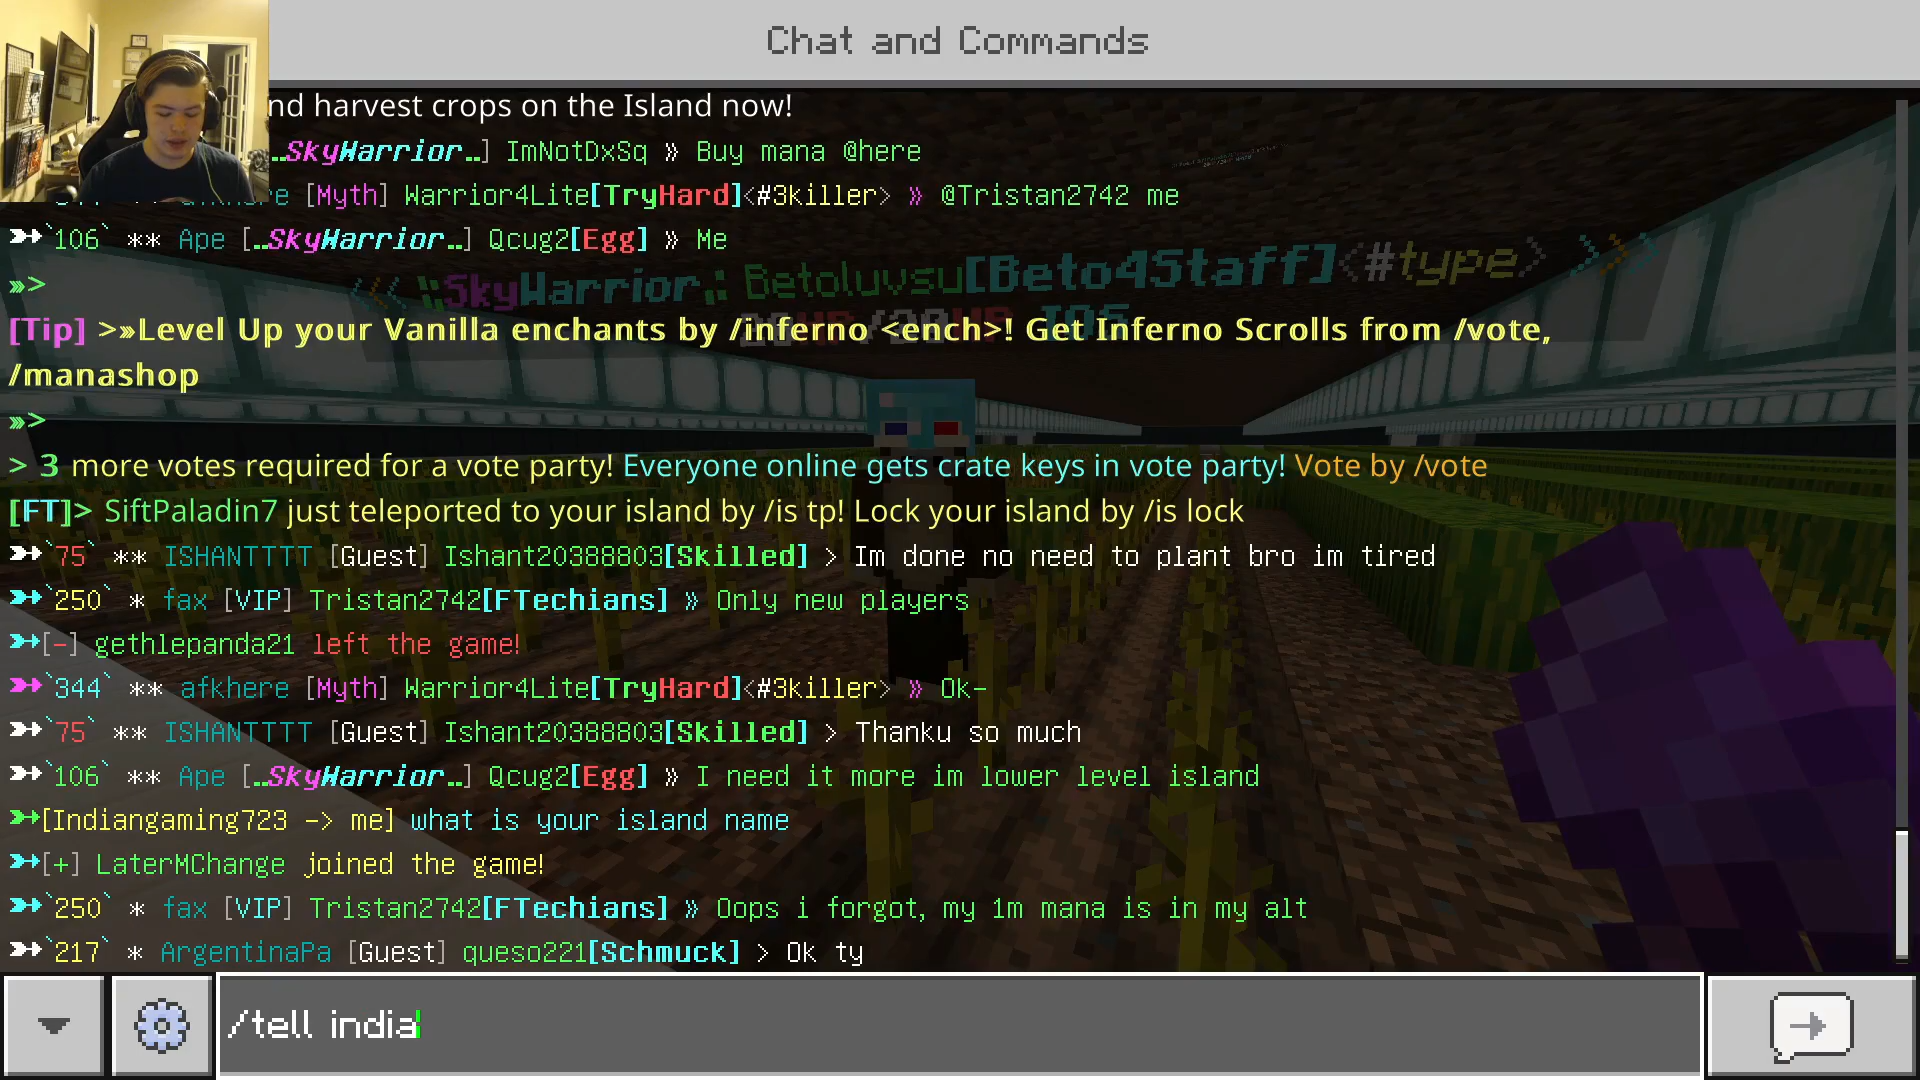 Chat and Commands
nd harvest crops on the Island now!
..SkyWarrior..] ImNotDxSq » Buy mana @here
afkhere [Myth] Warrior4Lite[TryHard]<#3killer> » @Tristan2742 me
`106` ** Ape [..SkyWarrior..] Qcug2[Egg] » Me
<<< SkyWarrior Betoluvsu[Beto4Staff]<#type> >>>
»>
[Tip] >»Level Up your Vanilla enchants by /inferno <ench>! Get Inferno Scrolls from /vote,
/manashop
»>
> 3 more votes required for a vote party! Everyone online gets crate keys in vote party! Vote by /vote
[FT]> SiftPaladin7 just teleported to your island by /is tp! Lock your island by /is lock
`75` ** ISHANTTTT [Guest] Ishant20388803[Skilled] > Im done no need to plant bro im tired
`250` * fax [VIP] Tristan2742[FTechians] » Only new players
[-] gethlepanda21 left the game!
`344` ** afkhere [Myth] Warrior4Lite[TryHard]<#3killer> » Ok-
`75` ** ISHANTTTT [Guest] Ishant20388803[Skilled] > Thanku so much
`106` ** Ape [..SkyWarrior..] Qcug2[Egg] » I need it more im lower level island
[Indiangaming723 -> me] what is your island name
[+] LaterMChange joined the game!
`250` * fax [VIP] Tristan2742[FTechians] » Oops i forgot, my 1m mana is in my alt
`217` * ArgentinaPa [Guest] queso221[Schmuck] > Ok ty
/tell india